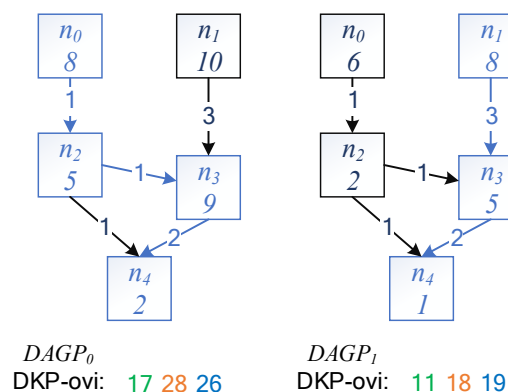 n0 n1 n0 n1
8 10 6 8
1 3 1 3
n2 n3 n2 n3
5 9 2 5
1 1
1 2 1 2
n4 n4
2 1
DAGP0 DAGP1
DKP-ovi: 17 28 26 DKP-ovi: 11 18 19